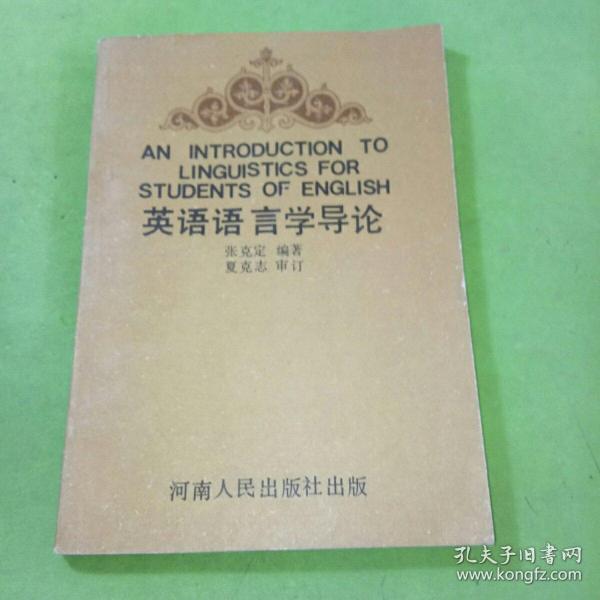 AN INTRODUCTION TO
LINGUISTICS FOR
STUDENTS OF ENGLISH
英语语言学导论
张克定 编著
夏克志 审订
河南人民出版社出版
孔夫子旧书网
www.kongfz.com